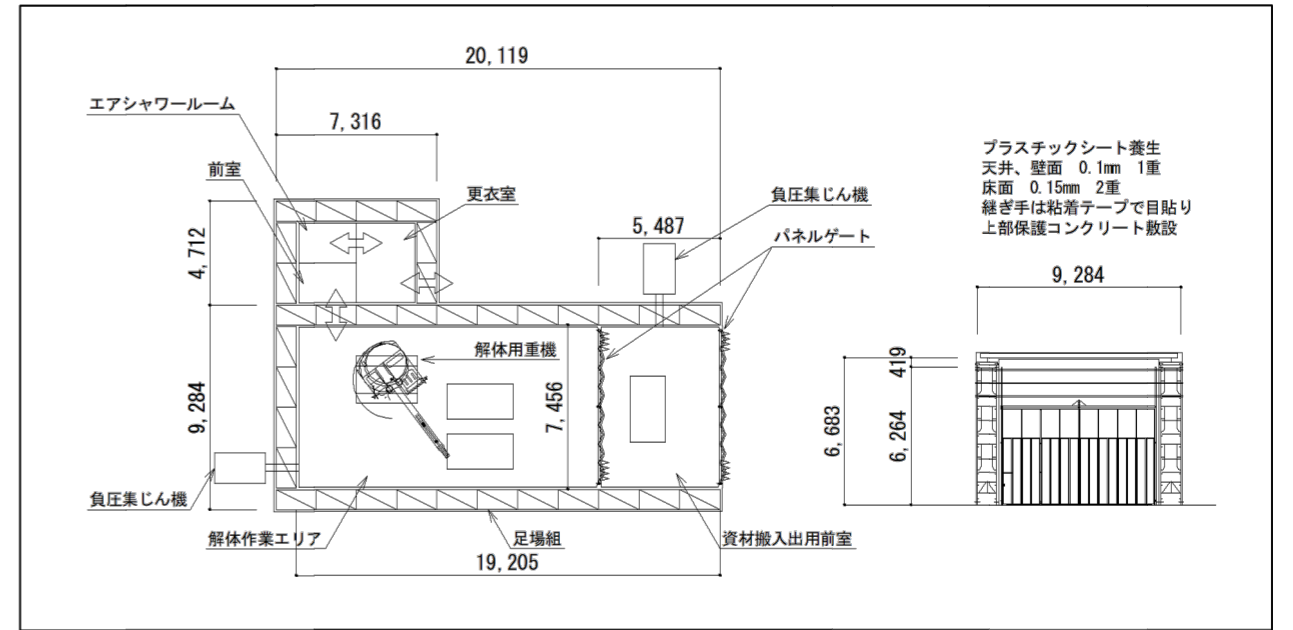 20,119
エアシャワールーム
7,316
前室
更衣室
負圧集じん機
5,487
パネルゲート
4,712
解体用重機
7,456
9,284
負圧集じん機
解体作業エリア
足場組
資材搬入出用前室
19,205
プラスチックシート養生
天井、壁面 0.1mm 1重
床面 0.15mm 2重
継ぎ手は粘着テープで目貼り
上部保護コンクリート敷設
9,284
419
6,683
6,264